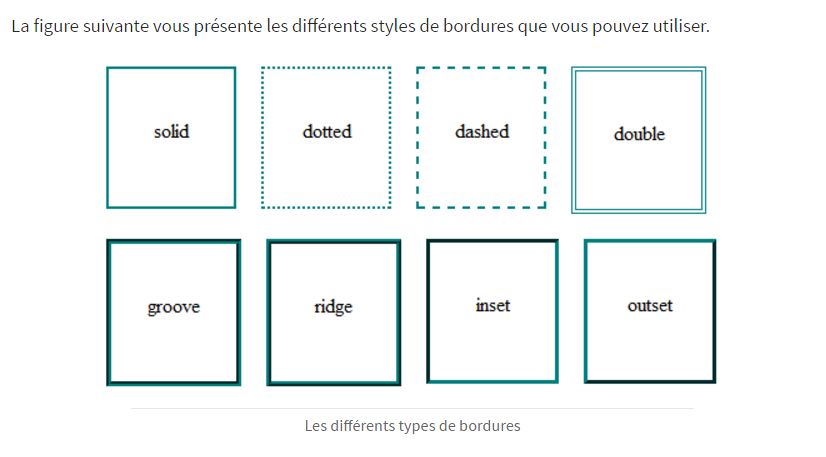 La figure suivante vous présente les différents styles de bordures que vous pouvez utiliser.
solid dotted dashed double
groove ridge inset outset
Les différents types de bordures